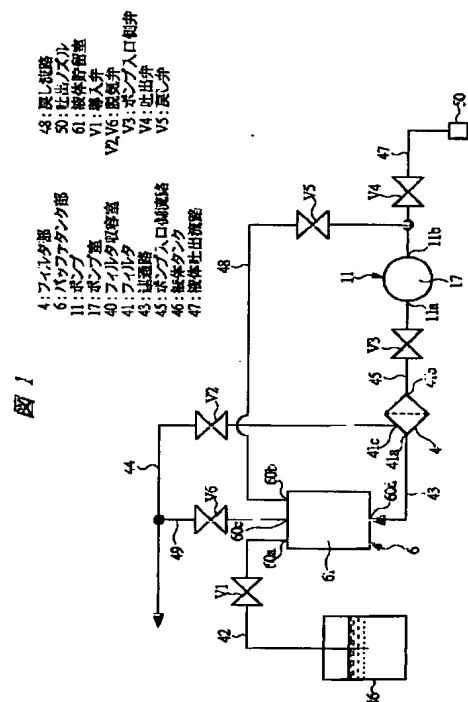 図 1
4:フィルタ部
6:バッファタンク部
11:ポンプ
17:ポンプ室
40:フィルタ収容室
41:フィルタ
43:連通路
45:ポンプ入口側流路
46:液体タンク
47:液体吐出流路
48:戻し流路
50:吐出ノズル
61:液体貯留室
V1:導入弁
V2,V6:脱気弁
V3:ポンプ入口側弁
V4:吐出弁
V5:戻し弁
44
49
V6
V2
48
V5
V1
42
60a
60c
60b
60d
61
6
43
41a
41c
41b
4
45
V3
11a
11
11b
17
V4
47
50
46